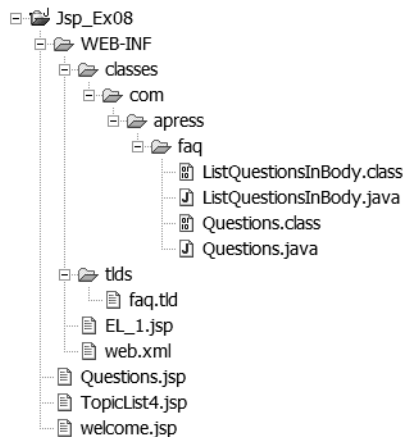 Jsp_Ex08
WEB-INF
classes
com
apress
faq
ListQuestionsInBody.class
ListQuestionsInBody.java
Questions.class
Questions.java
tlds
faq.tld
EL_1.jsp
web.xml
Questions.jsp
TopicList4.jsp
welcome.jsp